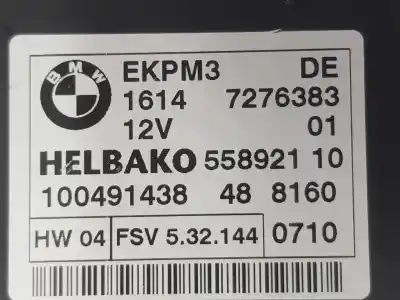 BMW
EKPM3 DE
1614 7276383
12V 01
HELBAKO 558921 10
100491438 48 8160
HW 04 FSV 5.32.144 0710